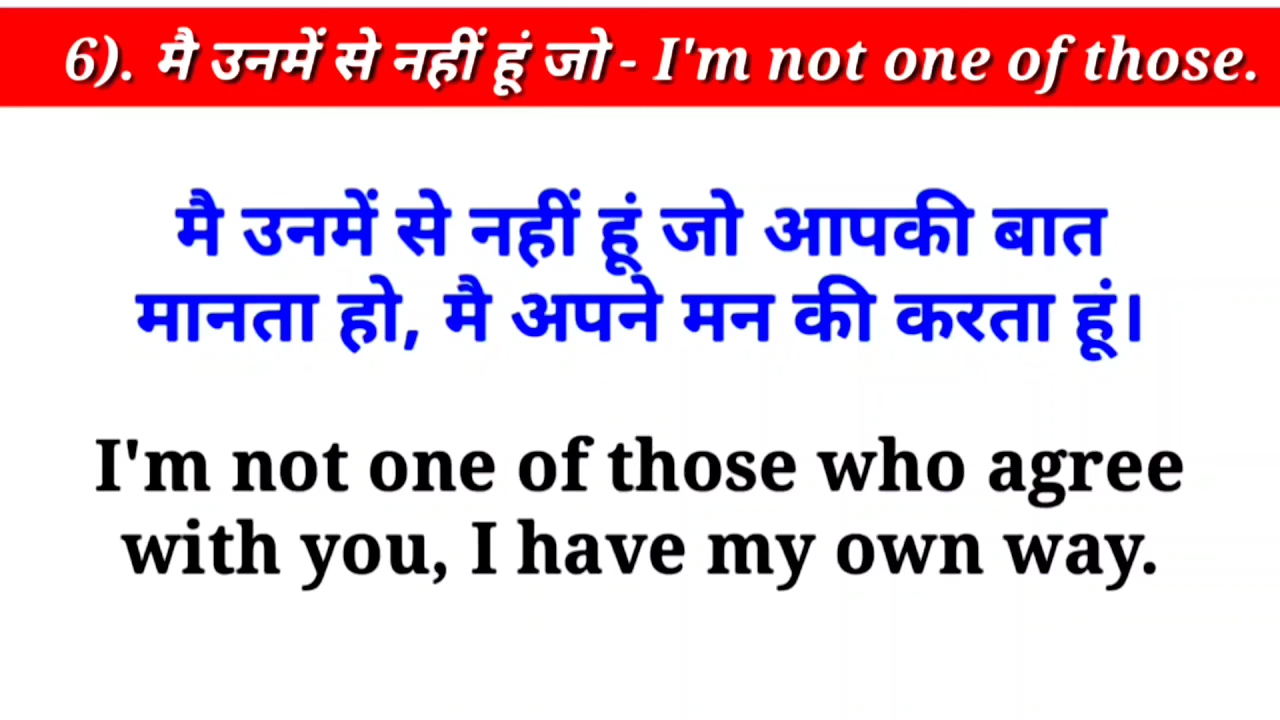 6). मै उनमें से नहीं हूं जो - I'm not one of those.
मै उनमें से नहीं हूं जो आपकी बात
मानता हो, मै अपने मन की करता हूं।
I'm not one of those who agree
with you, I have my own way.